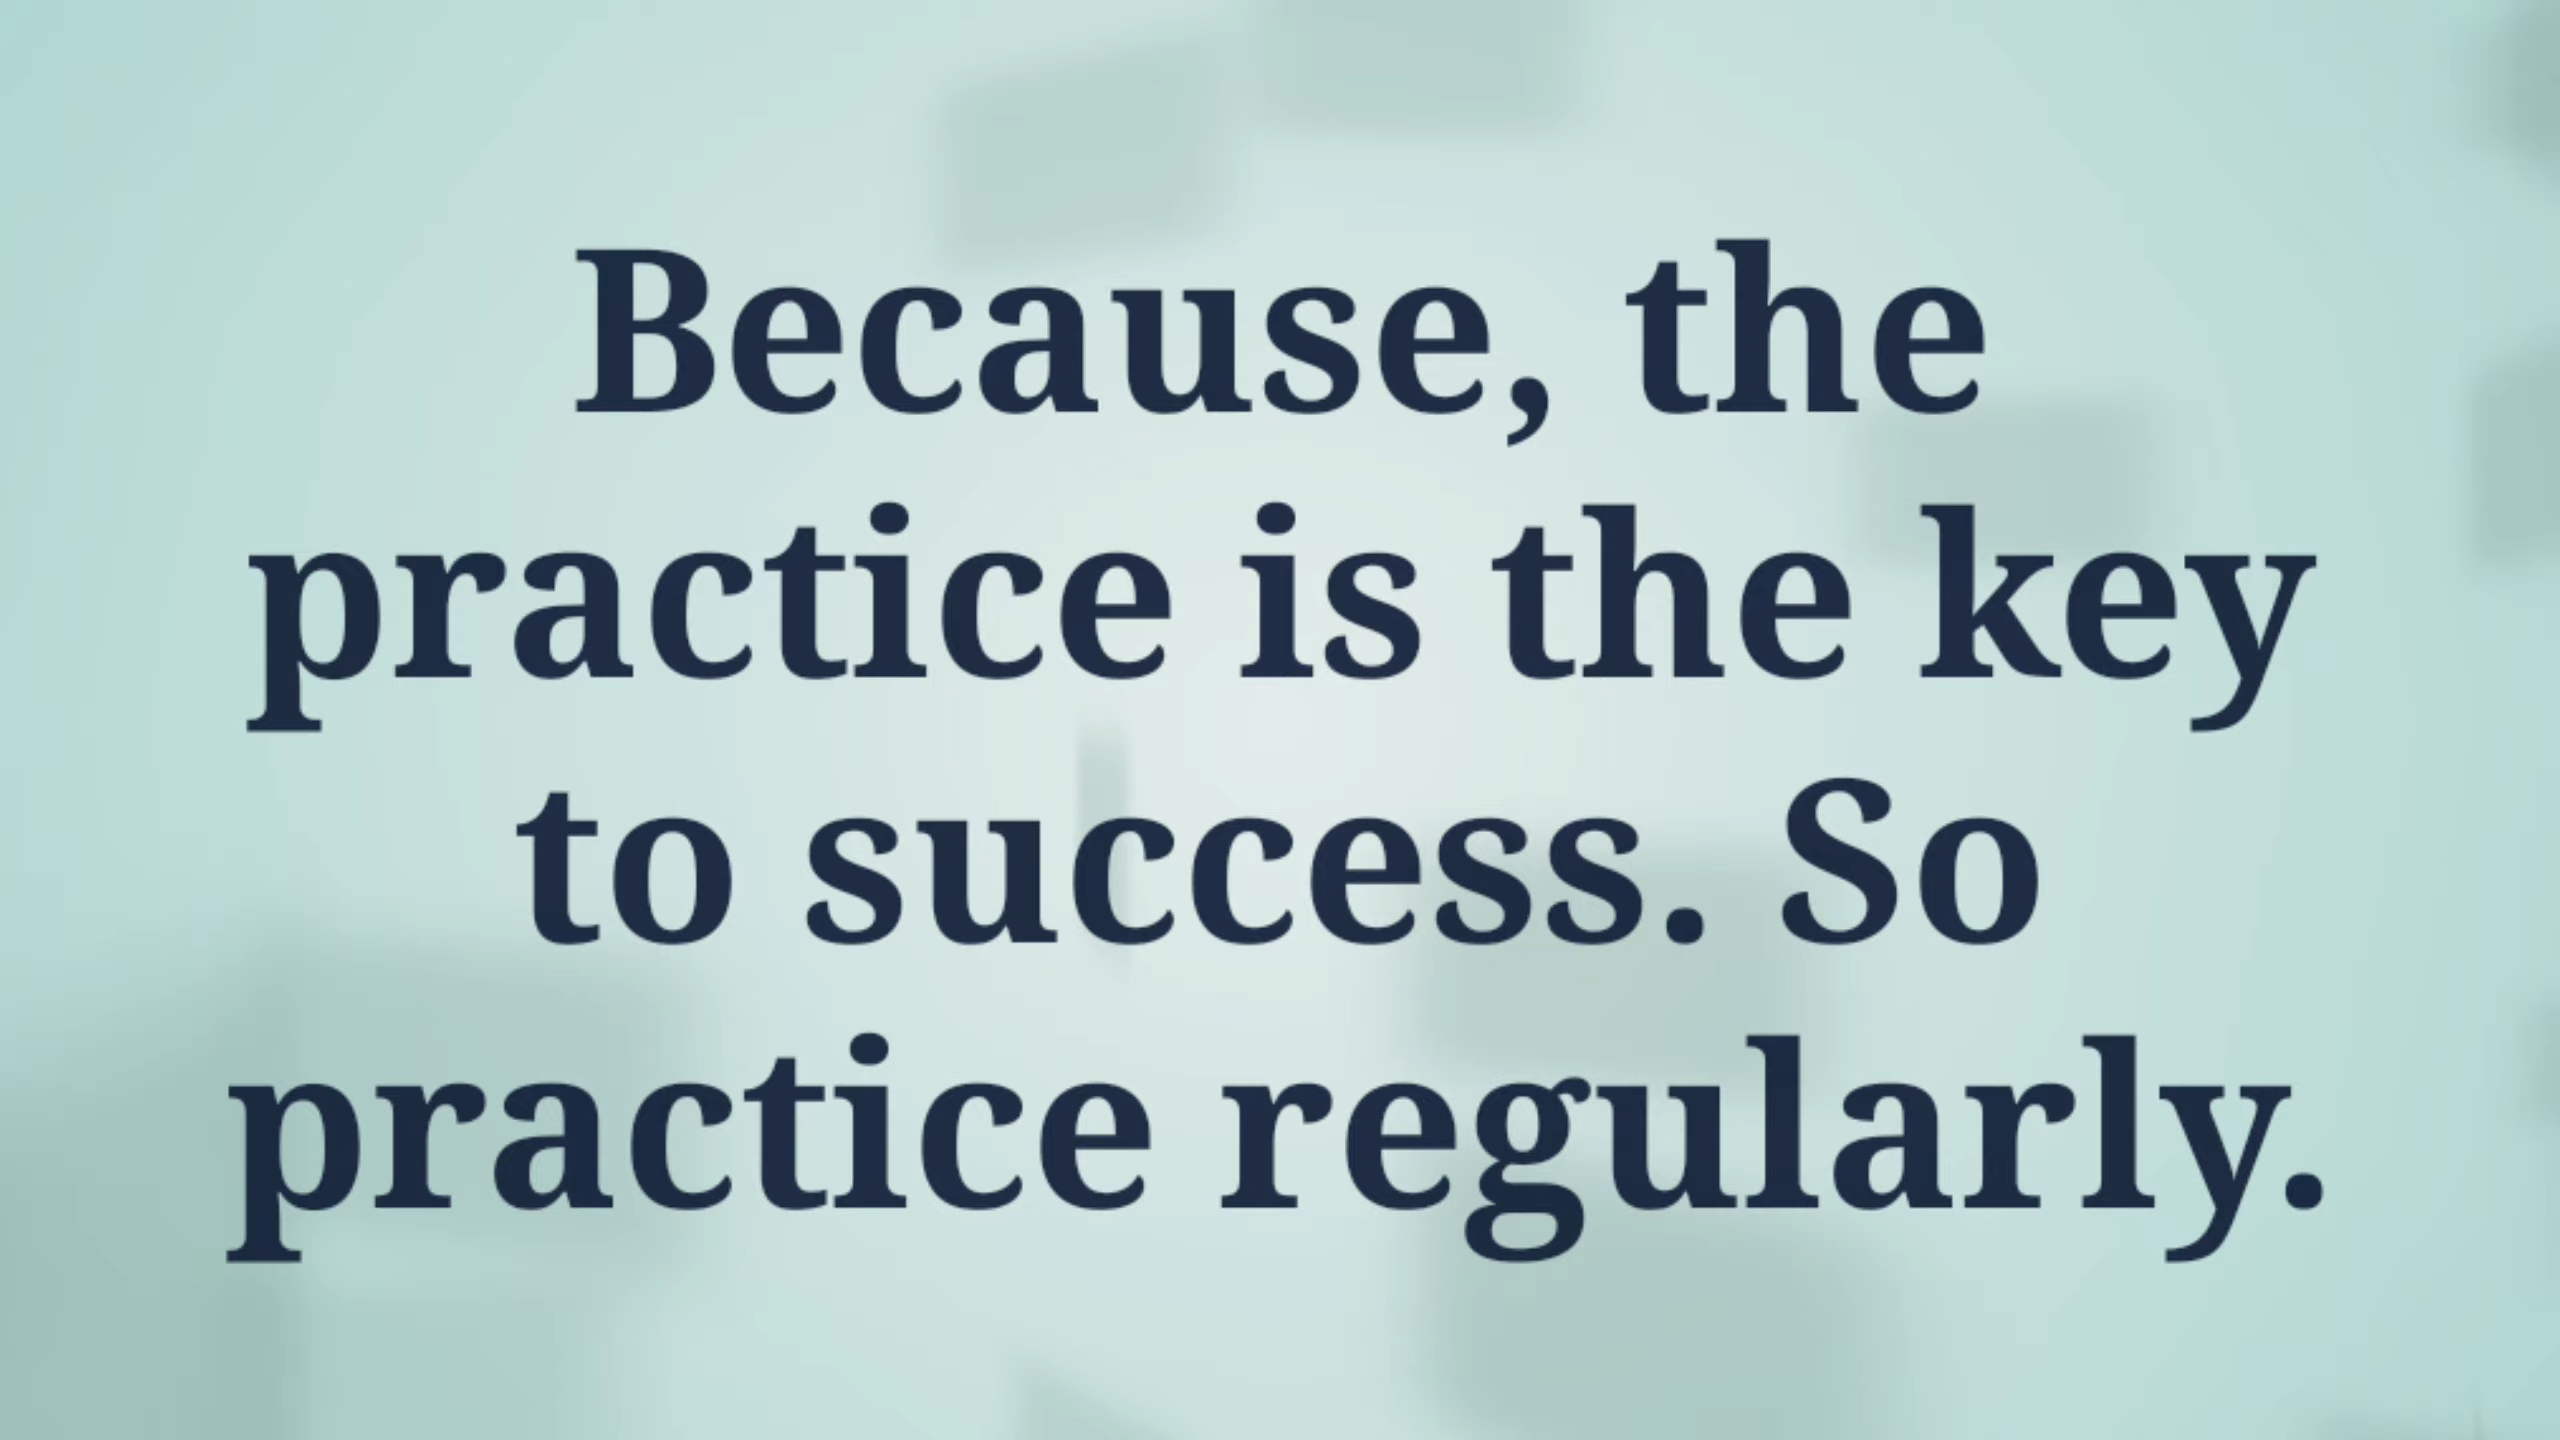 Because, the
practice is the key
to success. So
practice regularly.